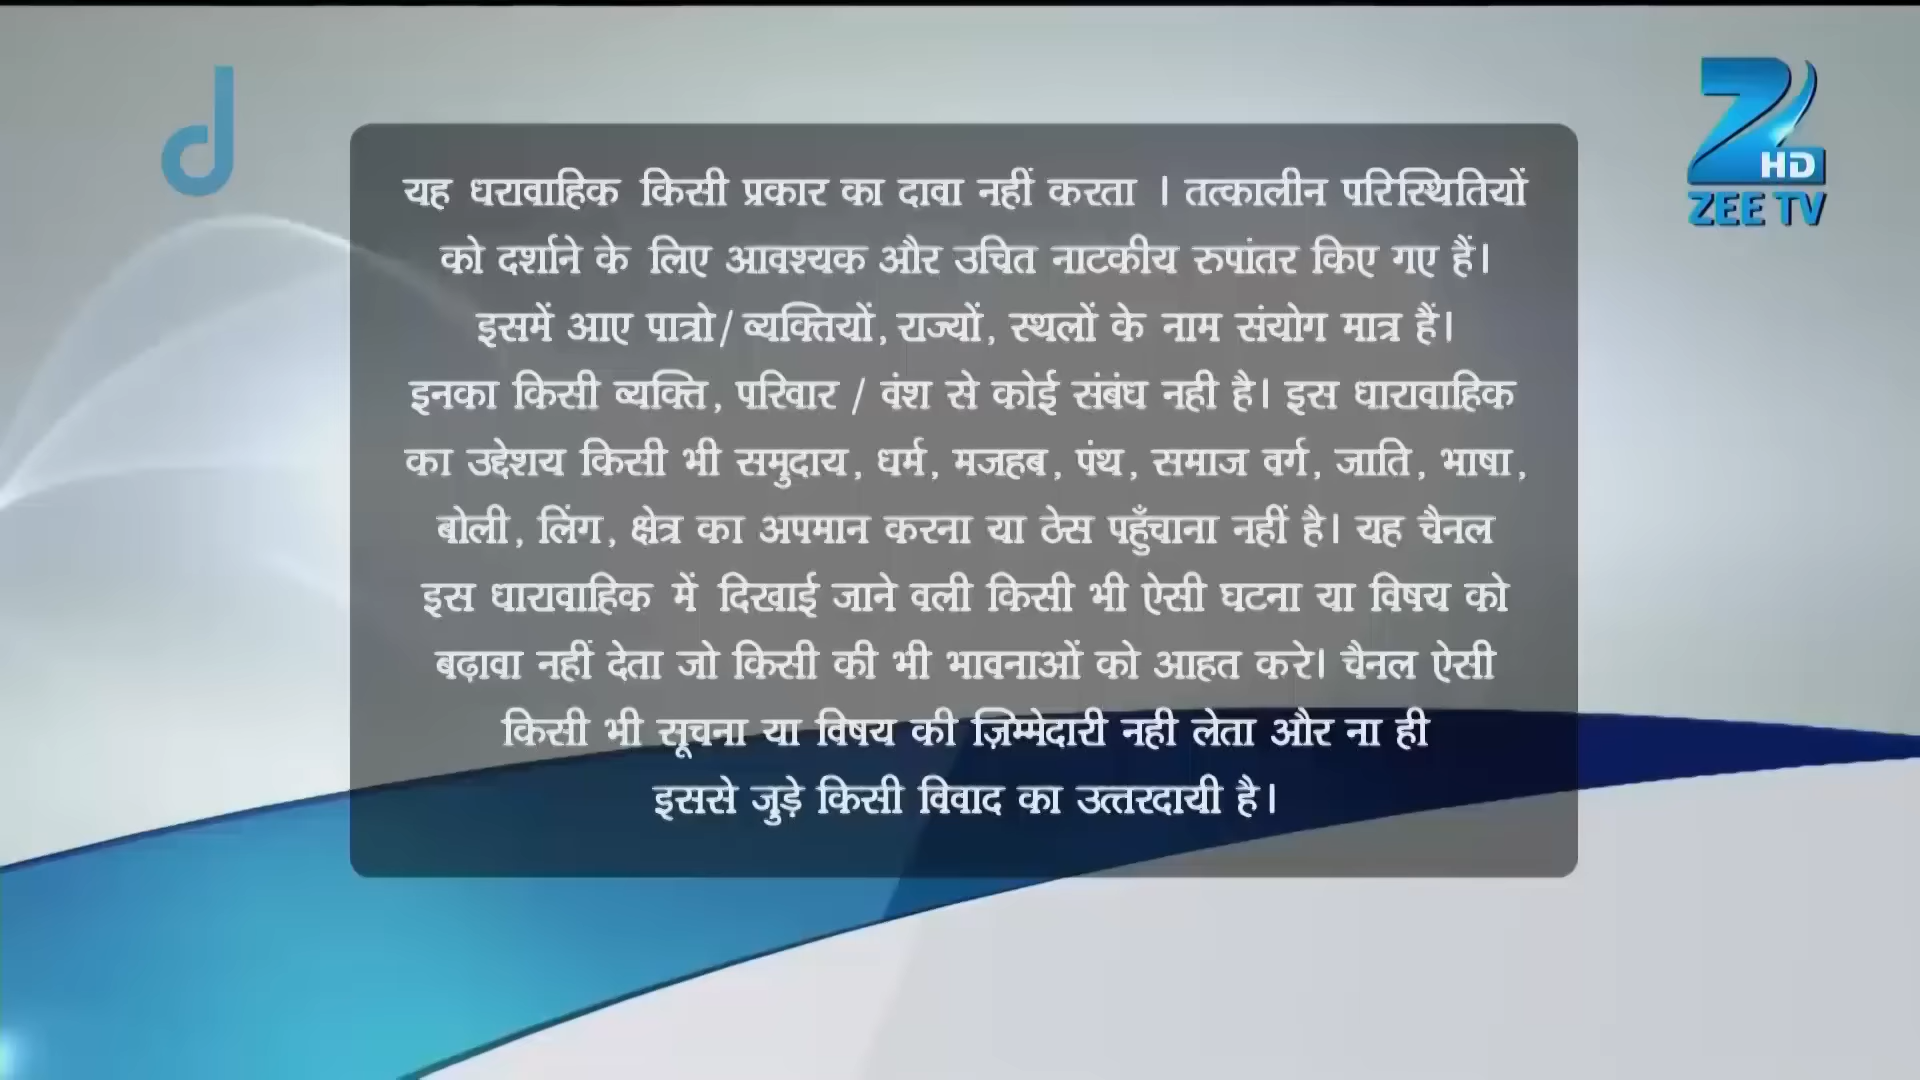 d
HD
ZEE TV
यह धरावाहिक किसी प्रकार का दावा नहीं करता । तत्कालीन परिस्थितियों
को दर्शाने के लिए आवश्यक और उचित नाटकीय रुपांतर किए गए हैं।
इसमें आए पात्रो/ व्यक्तियों, राज्यों, स्थलों के नाम संयोग मात्र हैं।
इनका किसी व्यक्ति, परिवार / वंश से कोई संबंध नही है। इस धारावाहिक
का उद्देशय किसी भी समुदाय, धर्म, मजहब, पंथ, समाज वर्ग, जाति, भाषा,
बोली, लिंग, क्षेत्र का अपमान करना या ठेस पहुँचाना नहीं है। यह चैनल
इस धारावाहिक में दिखाई जाने वली किसी भी ऐसी घटना या विषय को
बढ़ावा नहीं देता जो किसी की भी भावनाओं को आहत करे। चैनल ऐसी
किसी भी सूचना या विषय की ज़िम्मेदारी नही लेता और ना ही
इससे जुड़े किसी विवाद का उत्तरदायी है।